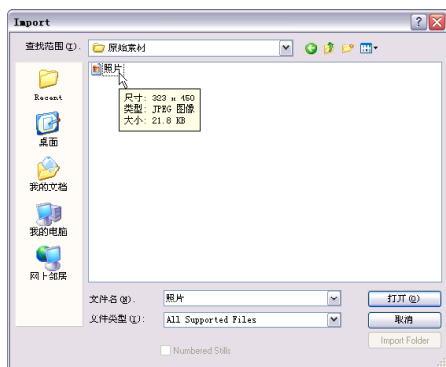 Import
查找范围(I):
原始素材
照片
尺寸: 323 x 450
类型: JPEG 图像
大小: 21.8 KB
Recent
桌面
我的文档
我的电脑
网上邻居
文件名(N):
照片
打开(O)
文件类型(T):
All Supported Files
取消
Numbered Stills
Import Folder